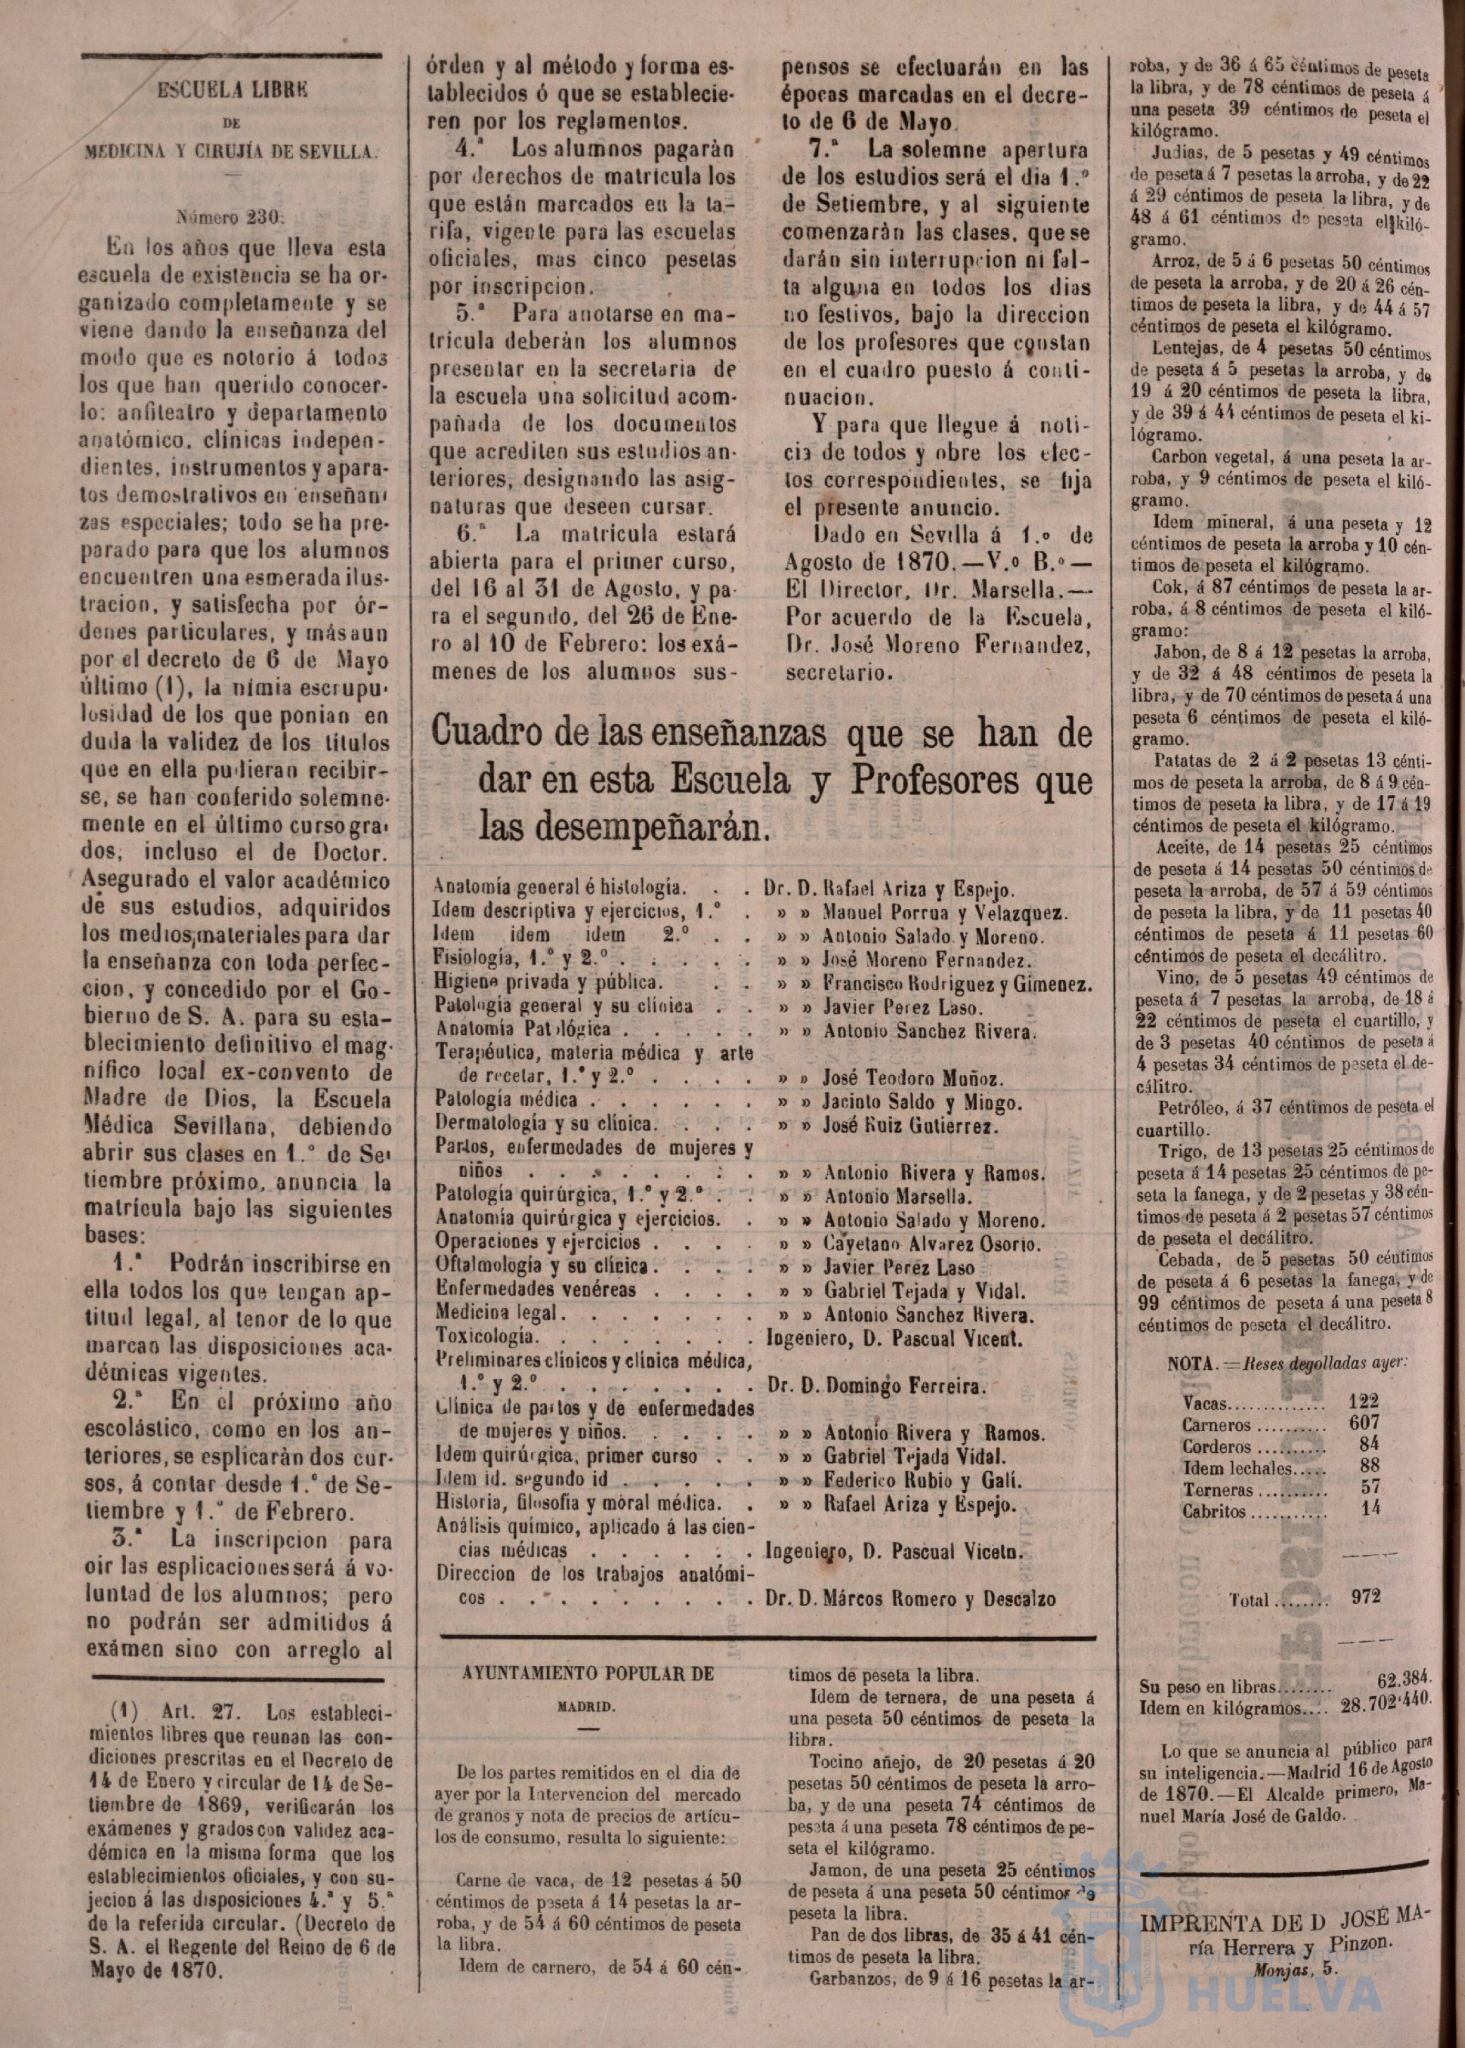 ESCUELA LIBRE
DE
MEDICINA Y CIRUJÍA DE SEVILLA.
Número 230.
En los años que lleva esta
escuela de existencia se ha or-
ganizado completamente y se
viene dando la enseñanza del
modo que es notorio á todos
los que han querido conocer-
lo: anfiteatro y departamento
anatómico, clínicas indepen-
dientes, instrumentos y apara-
tos demostrativos en enseñan-
zas especiales; todo se ha pre-
parado para que los alumnos
encuentren una esmerada ilus-
tracion, y satisfecha por ór-
denes particulares, y más aun
por el decreto de 6 de Mayo
último (1), la nimia escrupu-
losidad de los que ponian en
duda la validez de los títulos
que en ella pudieran recibir-
se, se han conferido solemne-
mente en el último curso gra-
dos, incluso el de Doctor.
Asegurado el valor académico
de sus estudios, adquiridos
los medios materiales para dar
la enseñanza con toda perfec-
cion, y concedido por el Go-
bierno de S. A. para su esta-
blecimiento definitivo el mag-
nífico local ex-convento de
Madre de Dios, la Escuela
Médica Sevillana, debiendo
abrir sus clases en 1.º de Se-
tiembre próximo, anuncia la
matrícula bajo las siguientes
bases:
1.ª Podrán inscribirse en
ella todos los que tengan ap-
titud legal, al tenor de lo que
marcan las disposiciones aca-
démicas vigentes.
2.ª En el próximo año
escolástico, como en los an-
teriores, se esplicarán dos cur-
sos, á contar desde 1.º de Se-
tiembre y 1.º de Febrero.
3.ª La inscripcion para
oir las esplicaciones será á vo-
luntad de los alumnos; pero
no podrán ser admitidos á
exámen sino con arreglo al
(1) Art. 27. Los estableci-
mientos libres que reunan las con-
diciones prescritas en el Decreto de
14 de Enero y circular de 14 de Se-
tiembre de 1869, verificarán los
exámenes y grados con validez aca-
démica en la misma forma que los
establecimientos oficiales, y con su-
jecion á las disposiciones 4.ª y 5.ª
de la referida circular. (Decreto de
S. A. el Regente del Reino de 6 de
Mayo de 1870.
órden y al método y forma es-
tablecidos ó que se establecie-
ren por los reglamentos.
4.ª Los alumnos pagarán
por derechos de matrícula los
que están marcados en la ta-
rifa, vigente para las escuelas
oficiales, mas cinco pesetas
por inscripcion.
5.ª Para anotarse en ma-
tricula deberán los alumnos
presentar en la secretaria de
la escuela una solicitud acom-
pañada de los documentos
que acrediten sus estudios an-
teriores, designando las asig-
naturas que deseen cursar.
6.ª La matricula estará
abierta para el primer curso,
del 16 al 31 de Agosto, y pa-
ra el segundo, del 26 de Ene-
ro al 10 de Febrero: los exá-
menes de los alumnos sus-
pensos se efectuarán en las
épocas marcadas en el decre-
to de 6 de Mayo.
7.ª La solemne apertura
de los estudios será el dia 1.º
de Setiembre, y al siguiente
comenzarán las clases, que se
darán sin interrupcion ni fal-
ta alguna en todos los dias
no festivos, bajo la direccion
de los profesores que constan
en el cuadro puesto á conti-
nuacion.
Y para que llegue á noti-
cia de todos y obre los efec-
tos correspondientes, se fija
el presente anuncio.
Dado en Sevilla á 1.º de
Agosto de 1870.—V.º B.º—
El Director, Dr. Marsella.—
Por acuerdo de la Escuela,
Dr. José Moreno Fernandez,
secretario.
Cuadro de las enseñanzas que se han de
dar en esta Escuela y Profesores que
las desempeñarán.
Anatomía general é histología. . . Dr. D. Rafael Ariza y Espejo.
Idem descriptiva y ejercicios, 1.º . » » Manuel Porrua y Velazquez.
Idem idem idem 2.º . . » » Antonio Salado y Moreno.
Fisiología, 1.º y 2.º . . . . . . » » José Moreno Fernandez.
Higiene privada y pública. . . » » Francisco Rodriguez y Gimenez.
Patología general y su clínica . . » » Javier Perez Laso.
Anatomía Patológica . . . . . » » Antonio Sanchez Rivera.
Terapéutica, materia médica y arte
de recetar, 1.º y 2.º . . . . » » José Teodoro Muñoz.
Patología médica . . . . . . » » Jacinto Saldo y Mingo.
Dermatología y su clínica. . . . » » José Ruiz Gutierrez.
Partos, enfermedades de mujeres y
niños . . . . . . . » » Antonio Rivera y Ramos.
Patología quirúrgica, 1.º y 2.º . . » » Antonio Marsella.
Anatomía quirúrgica y ejercicios. . » » Antonio Salado y Moreno.
Operaciones y ejercicios . . . . » » Cayetano Alvarez Osorio.
Oftalmología y su clínica . . . . » » Javier Perez Laso
Enfermedades venéreas . . . . » » Gabriel Tejada y Vidal.
Medicina legal . . . . . . . » » Antonio Sanchez Rivera.
Toxicologia. . . . . . . . Ingeniero, D. Pascual Vicent.
Preliminares clínicos y clínica médica,
1.º y 2.º . . . . . . . . Dr. D. Domingo Ferreira.
Clínica de partos y de enfermedades
de mujeres y niños. . . . . » » Antonio Rivera y Ramos.
Idem quirúrgica, primer curso . . » » Gabriel Tejada Vidal.
Idem id. segundo id . . . . . » » Federico Rubio y Galí.
Historia, filosofía y moral médica. . » » Rafael Ariza y Espejo.
Análisis químico, aplicado á las cien-
cias médicas . . . . . . Ingeniero, D. Pascual Vicetn.
Direccion de los trabajos anatómi-
cos . . . . . . . . . Dr. D. Márcos Romero y Descalzo
AYUNTAMIENTO POPULAR DE
MADRID.
De los partes remitidos en el dia de
ayer por la Intervencion del mercado
de granos y nota de precios de artícu-
los de consumo, resulta lo siguiente:
Carne de vaca, de 12 pesetas á 50
céntimos de peseta á 14 pesetas la ar-
roba, y de 54 á 60 céntimos de peseta
la libra.
Idem de carnero, de 54 á 60 cén-
timos de peseta la libra.
Idem de ternera, de una peseta á
una peseta 50 céntimos de peseta la
libra.
Tocino añejo, de 20 pesetas á 20
pesetas 50 céntimos de peseta la arro-
ba, y de una peseta 74 céntimos de
peseta á una peseta 78 céntimos de pe-
seta el kilógramo.
Jamon, de una peseta 25 céntimos
de peseta á una peseta 50 céntimos de
peseta la libra.
Pan de dos libras, de 35 á 41 cén-
timos de peseta la libra.
Garbanzos, de 9 á 16 pesetas la ar-
roba, y de 36 á 65 céntimos de peseta
la libra, y de 78 céntimos de peseta á
una peseta 39 céntimos de peseta el
kilógramo.
Judias, de 5 pesetas y 49 céntimos
de peseta á 7 pesetas la arroba, y de 22
á 29 céntimos de peseta la libra, y de
48 á 61 céntimos de peseta el kiló-
gramo.
Arroz, de 5 á 6 pesetas 50 céntimos
de peseta la arroba, y de 20 á 26 cén-
timos de peseta la libra, y de 44 á 57
céntimos de peseta el kilógramo.
Lentejas, de 4 pesetas 50 céntimos
de peseta á 5 pesetas la arroba, y de
19 á 20 céntimos de peseta la libra,
y de 39 á 44 céntimos de peseta el ki-
lógramo.
Carbon vegetal, á una peseta la ar-
roba, y 9 céntimos de peseta el kiló-
gramo.
Idem mineral, á una peseta y 12
céntimos de peseta la arroba y 10 cén-
timos de peseta el kilógramo.
Cok, á 87 céntimos de peseta la ar-
roba, á 8 céntimos de peseta el kiló-
gramo:
Jabon, de 8 á 12 pesetas la arroba,
y de 32 á 48 céntimos de peseta la
libra, y de 70 céntimos de peseta á una
peseta 6 céntimos de peseta el kiló-
gramo.
Patatas de 2 á 2 pesetas 13 cénti-
mos de peseta la arroba, de 8 á 9 cén-
timos de peseta la libra, y de 17 á 19
céntimos de peseta el kilógramo.
Aceite, de 14 pesetas 25 céntimos
de peseta á 14 pesetas 50 céntimos de
peseta la arroba, de 57 á 59 céntimos
de peseta la libra, y de 11 pesetas 40
céntimos de peseta á 11 pesetas 60
céntimos de peseta el decálitro.
Vino, de 5 pesetas 49 céntimos de
peseta á 7 pesetas la arroba, de 18 á
22 céntimos de peseta el cuartillo, y
de 3 pesetas 40 céntimos de peseta á
4 pesetas 34 céntimos de peseta el de-
cálitro.
Petróleo, á 37 céntimos de peseta el
cuartillo.
Trigo, de 13 pesetas 25 céntimos de
peseta á 14 pesetas 25 céntimos de pe-
seta la fanega, y de 2 pesetas y 38 cén-
timos de peseta á 2 pesetas 57 céntimos
de peseta el decálitro.
Cebada, de 5 pesetas 50 céntimos
de peseta á 6 pesetas la fanega, y de
99 céntimos de peseta á una peseta 8
céntimos de peseta el decálitro.
NOTA.—Reses degolladas ayer:
Vacas.............. 122
Carneros .......... 607
Corderos .......... 84
Idem lechales..... 88
Terneras .......... 57
Cabritos ........... 14
Total ........ 972
Su peso en libras........ 62.384.
Idem en kilógramos.... 28.702'440.
Lo que se anuncia al público para
su inteligencia.—Madrid 16 de Agosto
de 1870.—El Alcalde primero, Ma-
nuel María José de Galdo.
IMPRENTA DE D JOSÉ MA-
ría Herrera y Pinzon.
Monjas, 5.
HUELVA